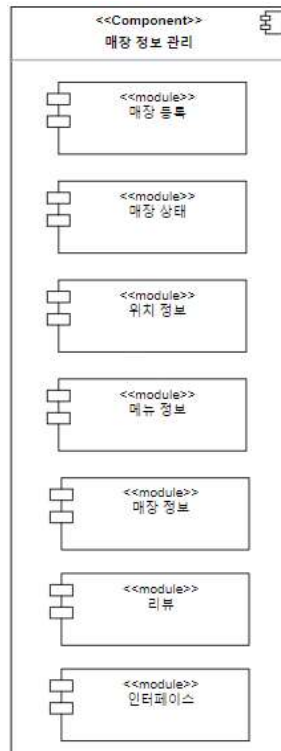 <<Component>>
매장 정보 관리
<<module>>
매장 등록
<<module>>
매장 상태
<<module>>
위치 정보
<<module>>
메뉴 정보
<<module>>
매장 정보
<<module>>
리뷰
<<module>>
인터페이스